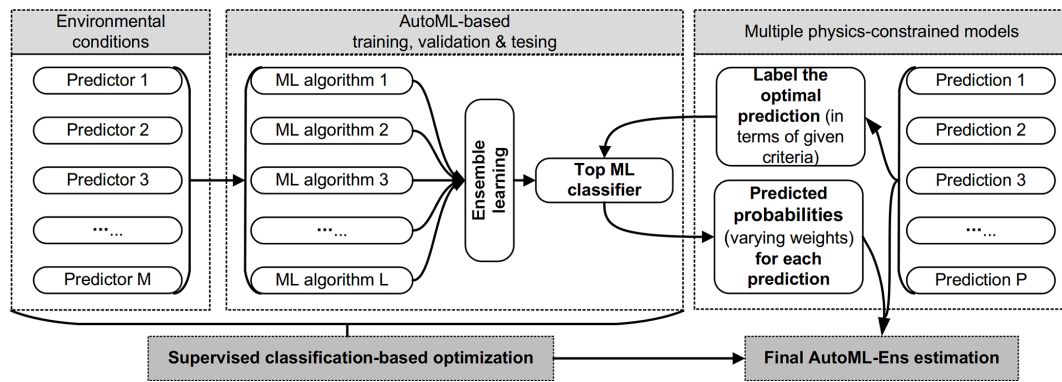 Environmental
conditions
Predictor 1
Predictor 2
Predictor 3
...…
Predictor M
AutoML-based
training, validation & tesing
ML algorithm 1
ML algorithm 2
ML algorithm 3
...…
ML algorithm L
Ensemble
learning
Top ML
classifier
Multiple physics-constrained models
Label the
optimal
prediction (in
terms of given
criteria)
Predicted
probabilities
(varying weights)
for each
prediction
Prediction 1
Prediction 2
Prediction 3
...…
Prediction P
Supervised classification-based optimization
Final AutoML-Ens estimation